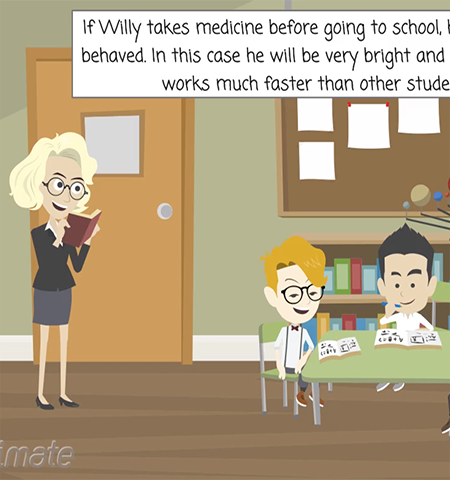 If Willy takes medicine before going to school,
behaved. In this case he will be very bright and
works much faster than other